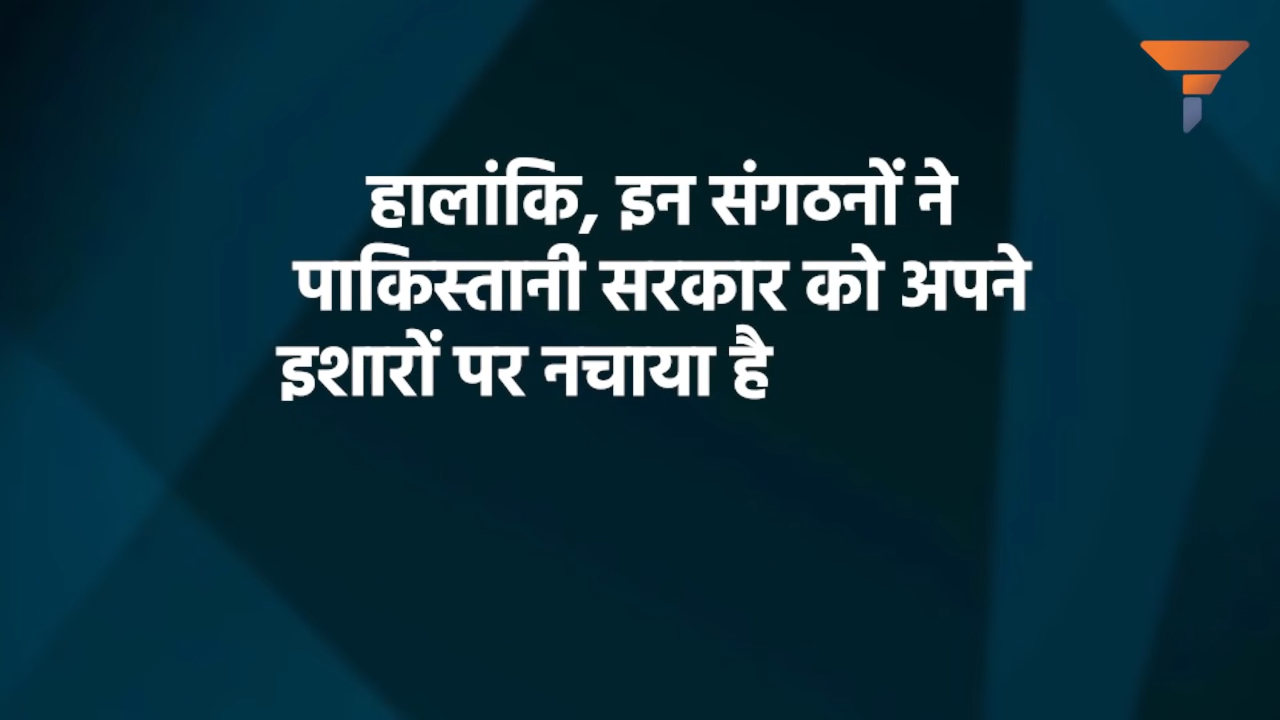 हालांकि, इन संगठनों ने
पाकिस्तानी सरकार को अपने
इशारों पर नचाया है